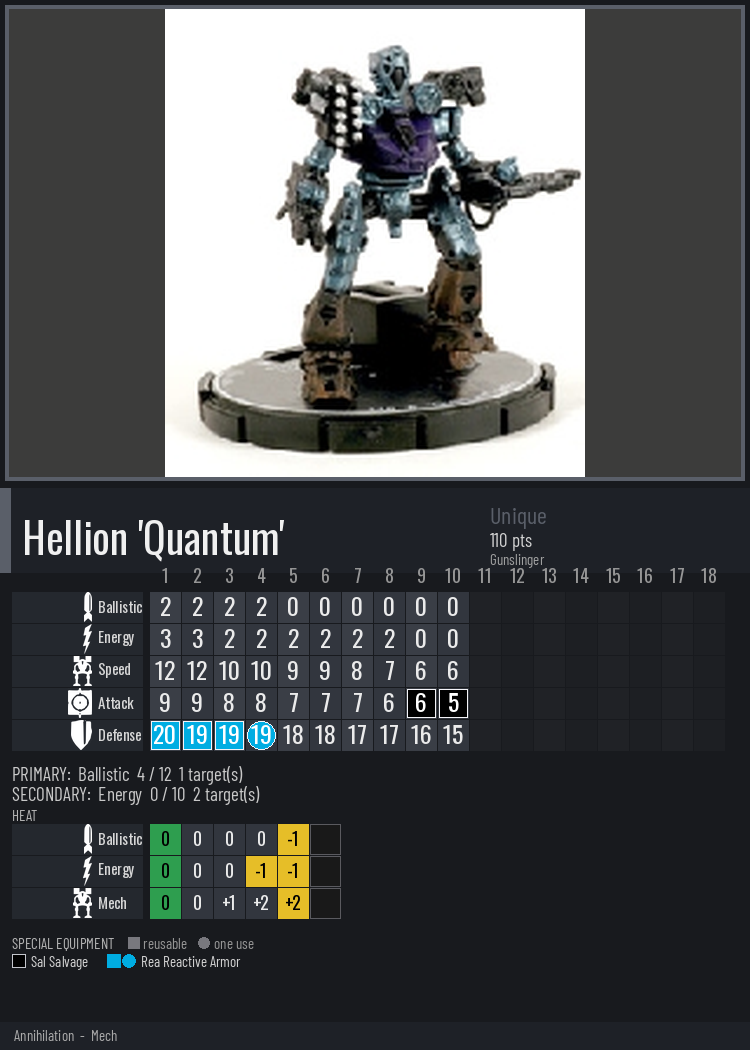 Hellion 'Quantum'
Unique
110 pts
Gunslinger
1 2 3 4 5 6 7 8 9 10 11 12 13 14 15 16 17 18
Ballistic 2 2 2 2 0 0 0 0 0 0
Energy 3 3 2 2 2 2 2 2 0 0
Speed 12 12 10 10 9 9 8 7 6 6
Attack 9 9 8 8 7 7 7 6 6 5
Defense 20 19 19 19 18 18 17 17 16 15
PRIMARY: Ballistic 4 / 12 1 target(s)
SECONDARY: Energy 0 / 10 2 target(s)
HEAT
Ballistic 0 0 0 0 -1
Energy 0 0 0 -1 -1
Mech 0 0 +1 +2 +2
SPECIAL EQUIPMENT reusable one use
Sal Salvage Rea Reactive Armor
Annihilation - Mech